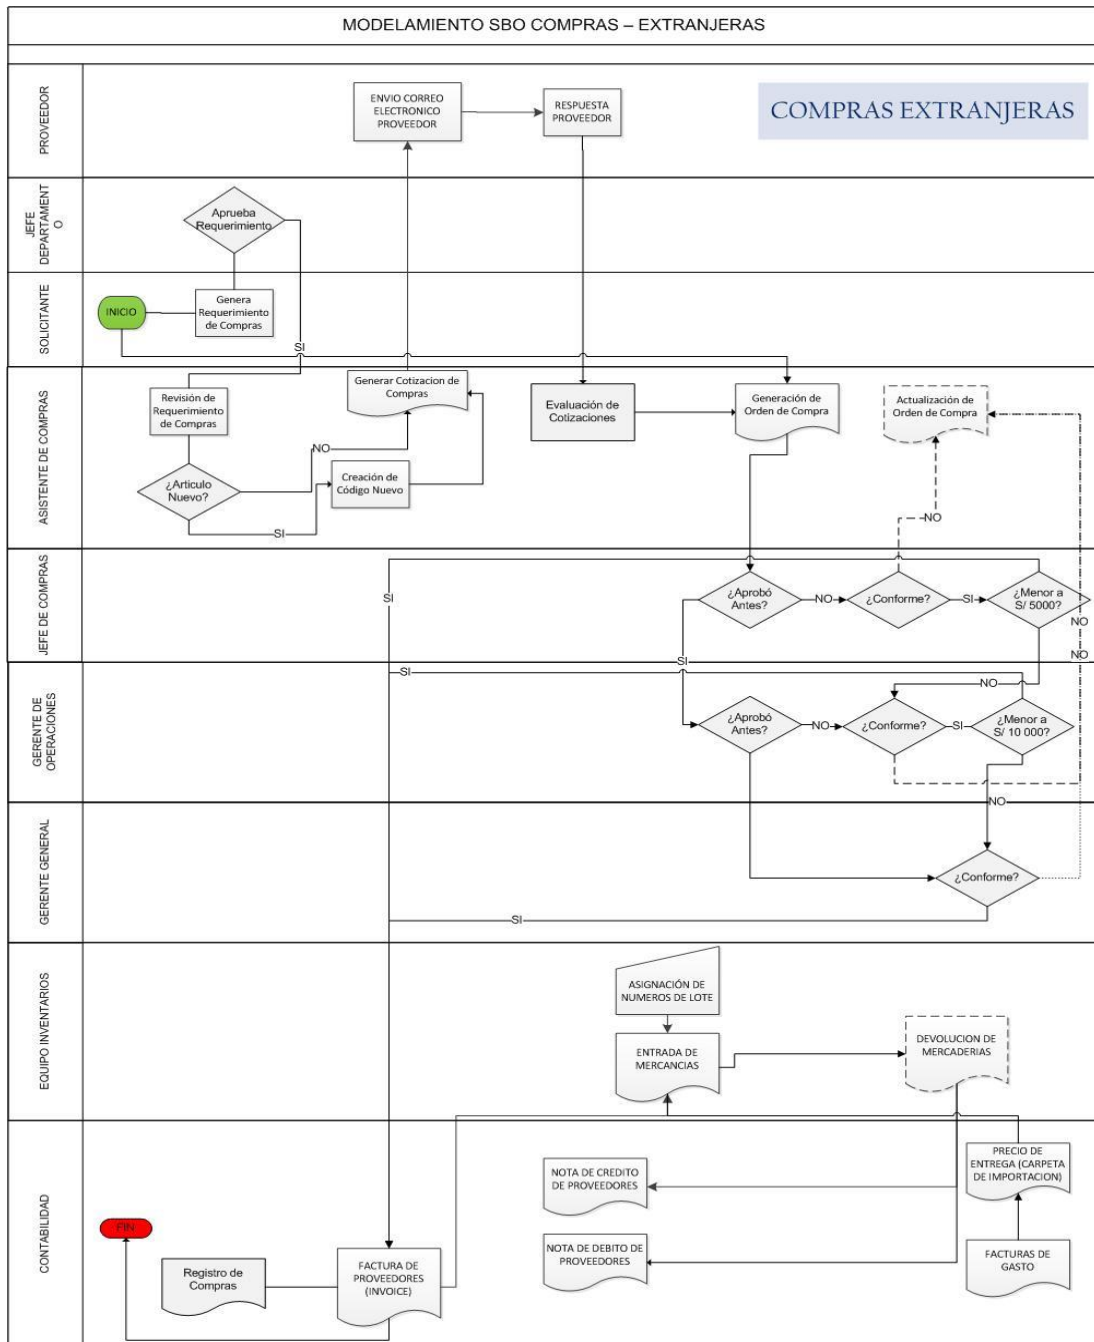 MODELAMIENTO SBO COMPRAS – EXTRANJERAS
PROVEEDOR
ENVIO CORREO
ELECTRONICO
PROVEEDOR
RESPUESTA
PROVEEDOR
COMPRAS EXTRANJERAS
JEFE
DEPARTAMENT
O
Aprueba
Requerimiento
SOLICITANTE
INICIO
Genera
Requerimiento
de Compras
SI
ASISTENTE DE COMPRAS
Revisión de
Requerimiento
de Compras
Generar Cotizacion de
Compras
Evaluación de
Cotizaciones
Generación de
Orden de Compra
Actualización de
Orden de Compra
NO
¿Articulo
Nuevo?
Creación de
Código Nuevo
SI
NO
JEFE DE COMPRAS
SI
¿Aprobó
Antes?
NO
¿Conforme?
SI
¿Menor a
S/ 5000?
NO
SI
NO
GERENTE DE
OPERACIONES
SI
NO
¿Aprobó
Antes?
NO
¿Conforme?
SI
¿Menor a
S/ 10 000?
NO
GERENTE GENERAL
¿Conforme?
SI
EQUIPO INVENTARIOS
ASIGNACIÓN DE
NUMEROS DE LOTE
ENTRADA DE
MERCANCIAS
DEVOLUCION DE
MERCADERIAS
CONTABILIDAD
NOTA DE CREDITO
DE PROVEEDORES
PRECIO DE
ENTREGA (CARPETA
DE IMPORTACION)
FIN
Registro de
Compras
FACTURA DE
PROVEEDORES
(INVOICE)
NOTA DE DEBITO DE
PROVEEDORES
FACTURAS DE
GASTO